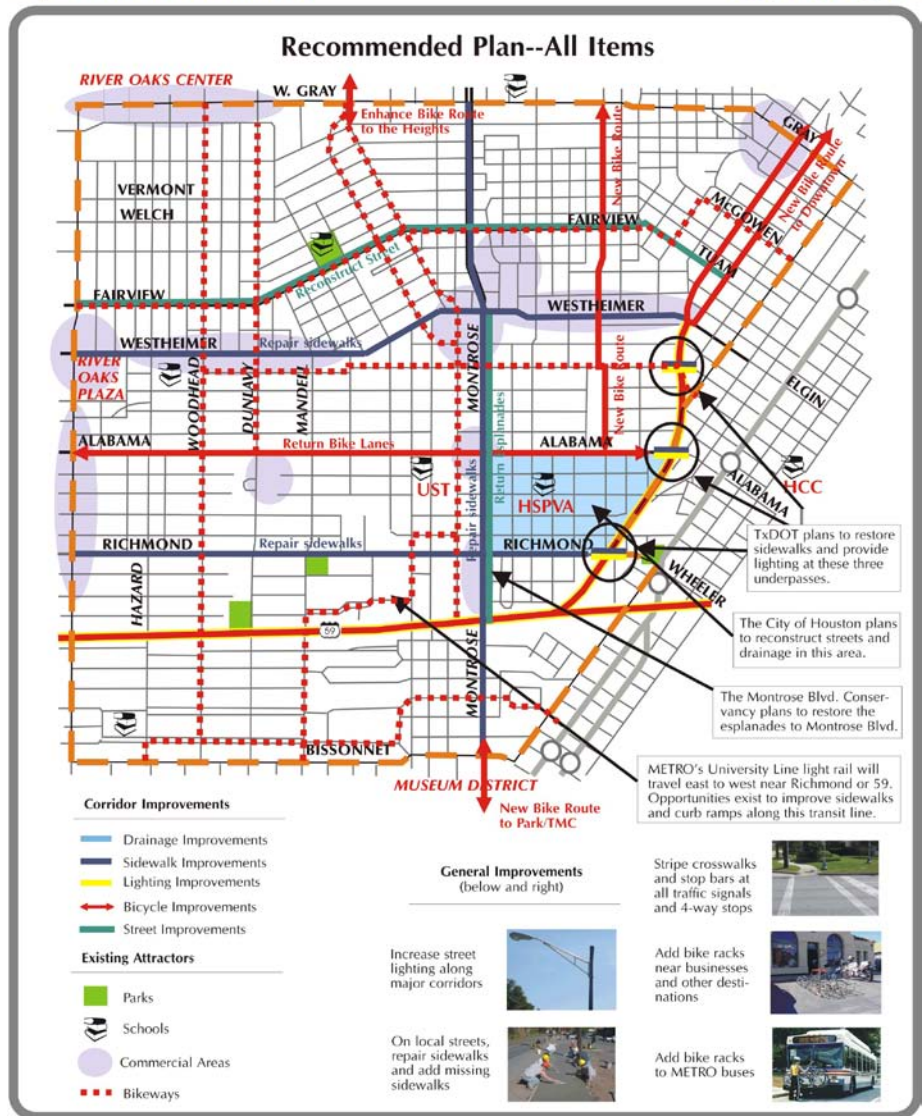 Recommended Plan--All Items
RIVER OAKS CENTER
W. GRAY
Enhance Bike Route
to the Heights
New Bike Route
GRAY
New Bike Route
to Downtown
VERMONT
WELCH
FAIRVIEW
McGOWEN
TUAM
Reconstruct Street
FAIRVIEW
WESTHEIMER
WESTHEIMER
Repair sidewalks
RIVER
OAKS
PLAZA
WOODHEAD
DUNLAVY
MANDELL
MONTROSE
New Bike Route
ELGIN
ALABAMA
Return Bike Lanes
ALABAMA
ALABAMA
UST
Repair sidewalks
Return Esplanades
HSPVA
HCC
RICHMOND
Repair sidewalks
RICHMOND
WHEELER
TxDOT plans to restore
sidewalks and provide
lighting at these three
underpasses.
HAZARD
59
The City of Houston plans
to reconstruct streets and
drainage in this area.
MONTROSE
The Montrose Blvd. Conser-
vancy plans to restore the
esplanades to Montrose Blvd.
BISSONNET
MUSEUM DISTRICT
New Bike Route
to Park/TMC
METRO's University Line light rail will
travel east to west near Richmond or 59.
Opportunities exist to improve sidewalks
and curb ramps along this transit line.
Corridor Improvements
Drainage Improvements
Sidewalk Improvements
Lighting Improvements
Bicycle Improvements
Street Improvements
Existing Attractors
Parks
Schools
Commercial Areas
Bikeways
General Improvements
(below and right)
Increase street
lighting along
major corridors
On local streets,
repair sidewalks
and add missing
sidewalks
Stripe crosswalks
and stop bars at
all traffic signals
and 4-way stops
Add bike racks
near businesses
and other desti-
nations
Add bike racks
to METRO buses